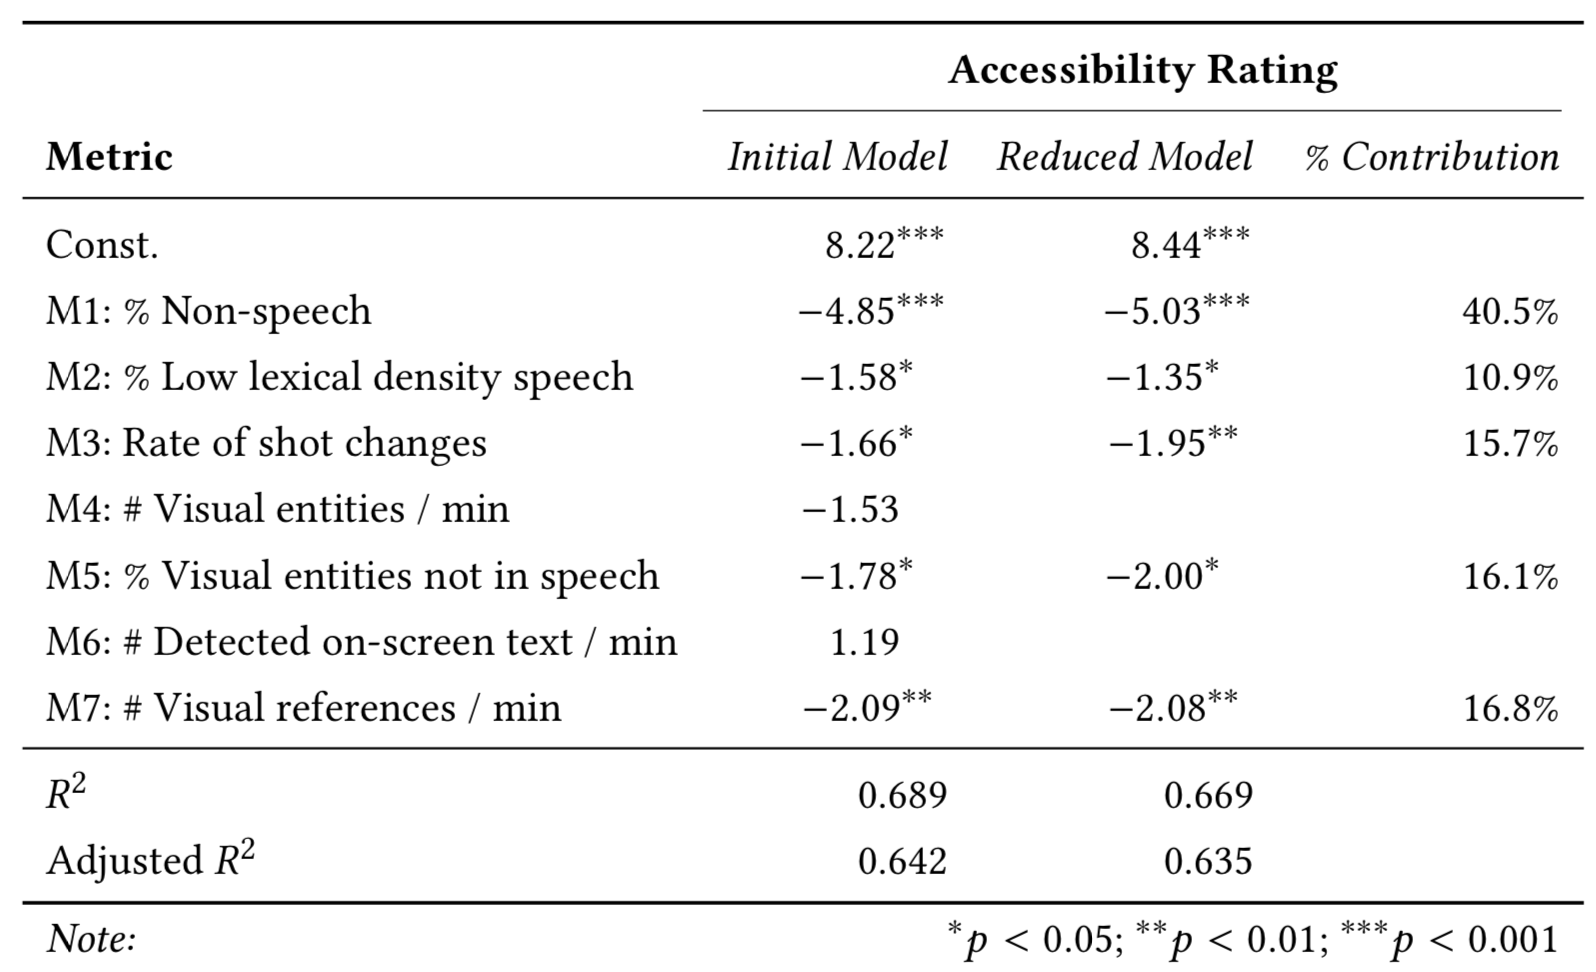 Accessibility Rating
Metric Initial Model Reduced Model % Contribution
Const. 8.22*** 8.44***
M1: % Non-speech −4.85*** −5.03*** 40.5%
M2: % Low lexical density speech −1.58* −1.35* 10.9%
M3: Rate of shot changes −1.66* −1.95** 15.7%
M4: # Visual entities / min −1.53
M5: % Visual entities not in speech −1.78* −2.00* 16.1%
M6: # Detected on-screen text / min 1.19
M7: # Visual references / min −2.09** −2.08** 16.8%
R² 0.689 0.669
Adjusted R² 0.642 0.635
Note: *p < 0.05; **p < 0.01; ***p < 0.001